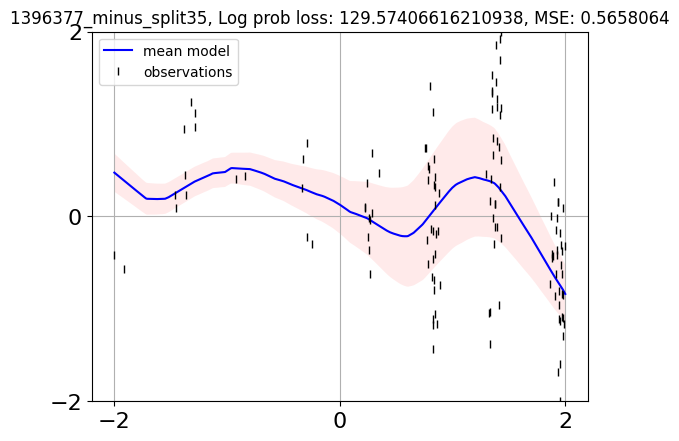 1396377_minus_split35, Log prob loss: 129.57406616210938, MSE: 0.5658064
mean model
observations
2
0
−2
−2
0
2